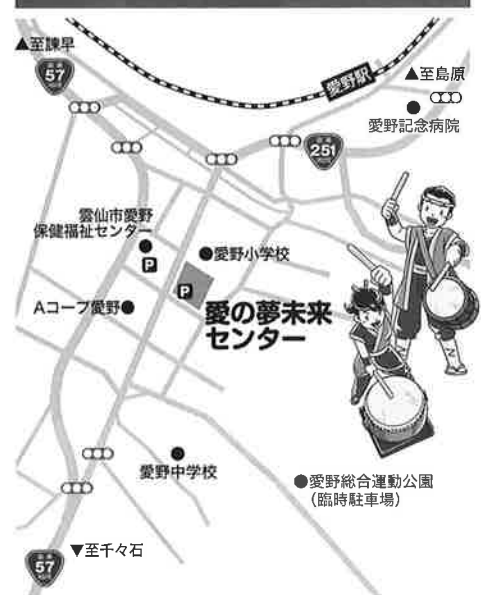 ▲至諫早
国道
57
愛野駅
▲至島原
愛野記念病院
251
雲仙市愛野
保健福祉センター
P
愛野小学校
P
Aコープ愛野
愛の夢未来
センター
愛野中学校
愛野総合運動公園
(臨時駐車場)
57
▼至千々石